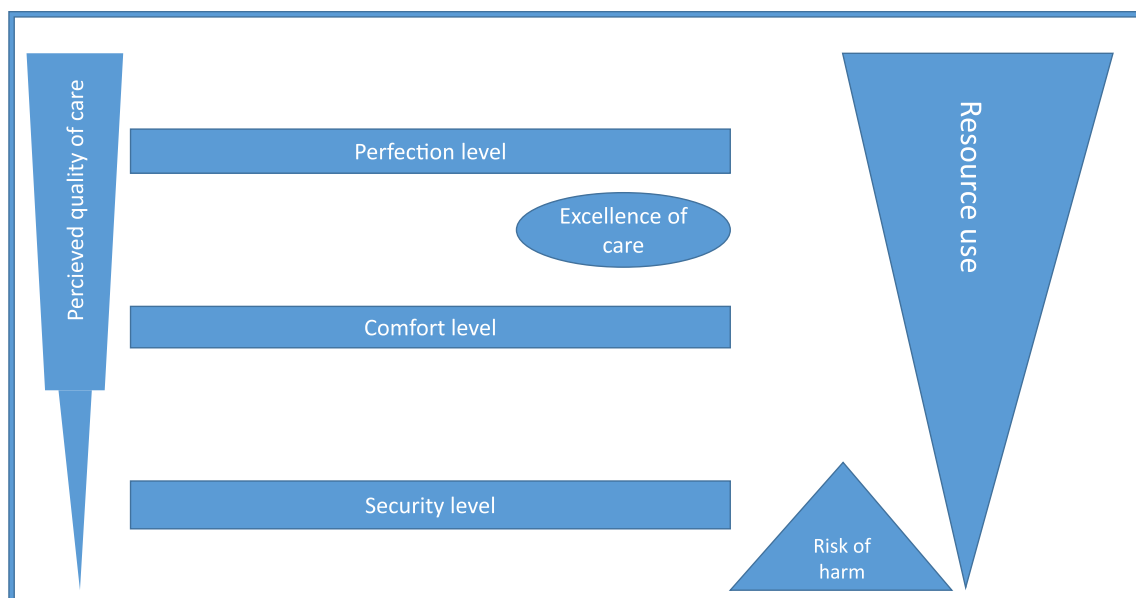 Percieved quality of care
Perfection level
Excellence of
care
Comfort level
Security level
Resource use
Risk of
harm